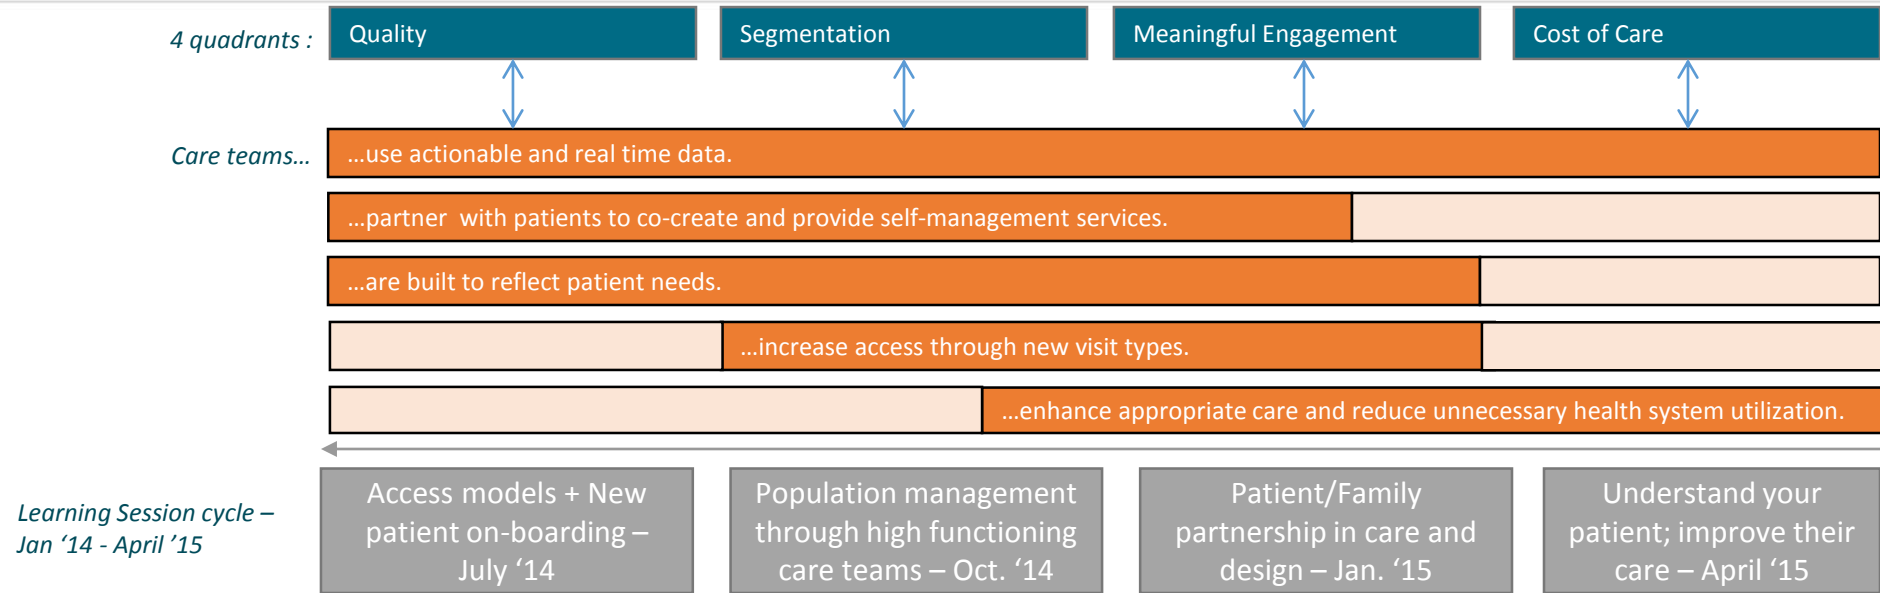 4 quadrants :
Quality
Segmentation
Meaningful Engagement
Cost of Care
Care teams…
…use actionable and real time data.
…partner  with patients to co-create and provide self-management services.
…are built to reflect patient needs.
…increase access through new visit types.
…enhance appropriate care and reduce unnecessary health system utilization.
Learning Session cycle –
Jan ‘14 - April ’15
Access models + New
patient on-boarding –
July ‘14
Population management
through high functioning
care teams – Oct. ‘14
Patient/Family
partnership in care and
design – Jan. ‘15
Understand your
patient; improve their
care – April ‘15